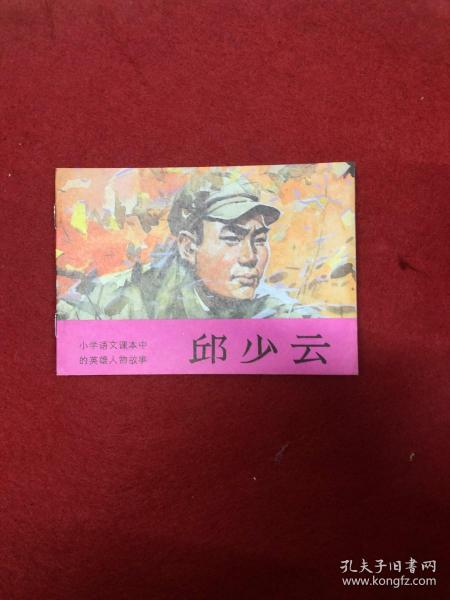 小学语文课本中
的英雄人物故事
邱少云
孔夫子旧书网
www.kongfz.com